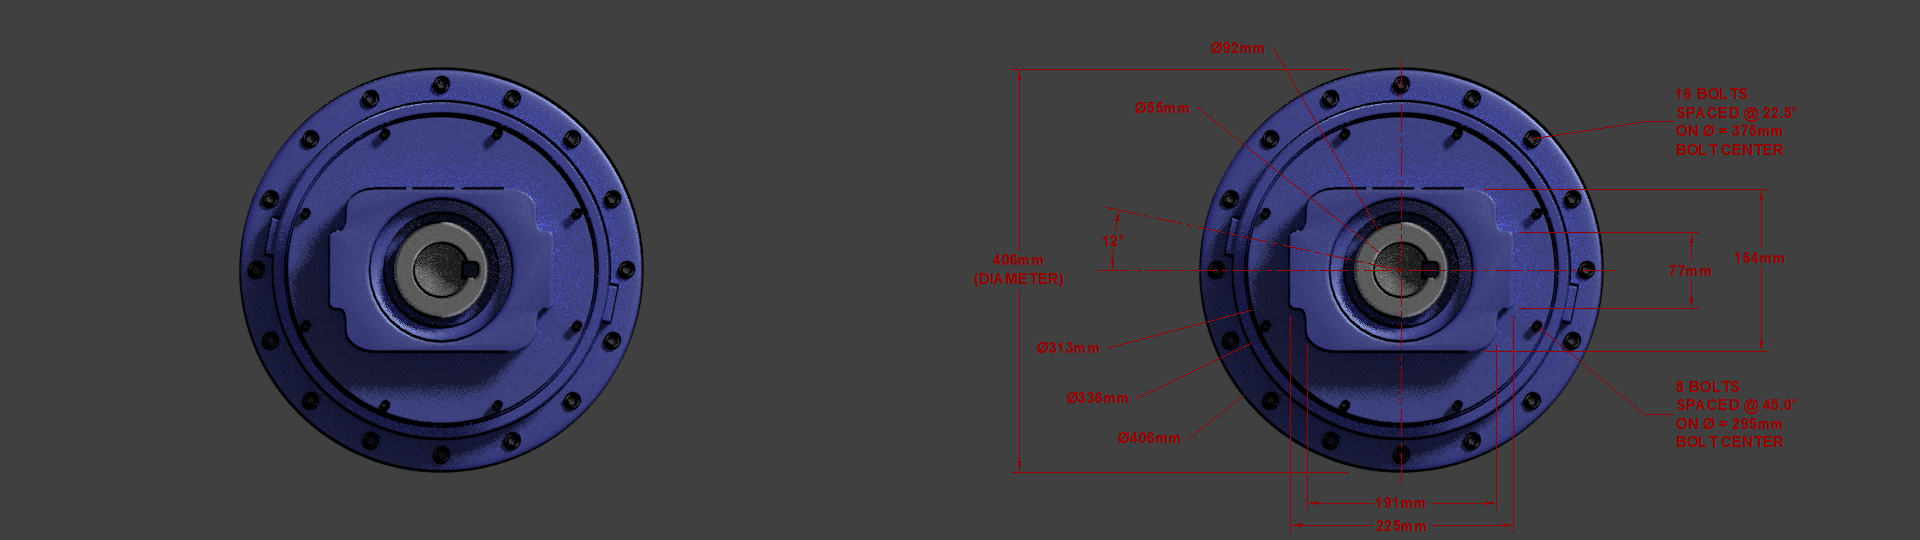 Ø92mm
Ø55mm
16 BOLTS
SPACED @ 22.5°
ON Ø = 375mm
BOLT CENTER
12°
406mm
(DIAMETER)
77mm
164mm
Ø313mm
Ø336mm
Ø406mm
8 BOLTS
SPACED @ 45.0°
ON Ø = 295mm
BOLT CENTER
191mm
225mm